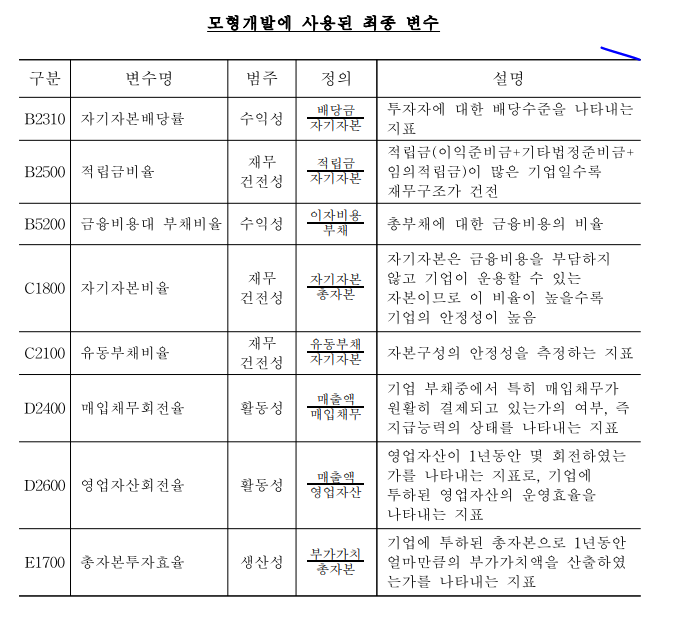 모형개발에 사용된 최종 변수
구분 변수명 범주 정의 설명
B2310 자기자본배당률 수익성 배당금 투자자에 대한 배당수준을 나타내는
자기자본 지표
B2500 적립금비율 재무 적립금 적립금(이익준비금+기타법정준비금+
건전성 자기자본 임의적립금)이 많은 기업일수록
재무구조가 건전
B5200 금융비용대 부채비율 수익성 이자비용 총부채에 대한 금융비용의 비율
부채
C1800 자기자본비율 재무 자기자본 자기자본은 금융비용을 부담하지
건전성 총자본 않고 기업이 운용할 수 있는
자본이므로 이 비율이 높을수록
기업의 안정성이 높음
C2100 유동부채비율 재무 유동부채 자본구성의 안정성을 측정하는 지표
건전성 자기자본
D2400 매입채무회전율 활동성 매출액 기업 부채중에서 특히 매입채무가
매입채무 원활히 결제되고 있는가의 여부, 즉
지급능력의 상태를 나타내는 지표
D2600 영업자산회전율 활동성 매출액 영업자산이 1년동안 몇 회전하였는
영업자산 가를 나타내는 지표로, 기업에
투하된 영업자산의 운영효율을
나타내는 지표
E1700 총자본투자효율 생산성 부가가치 기업에 투하된 총자본으로 1년동안
총자본 얼마만큼의 부가가치액을 산출하였
는가를 나타내는 지표